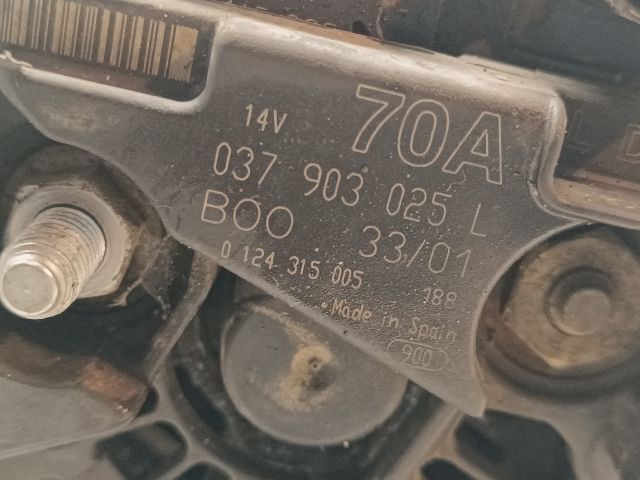 14V 70A
037 903 025 L
BOO 33/01
0 124 315 005 188
Made in Spain
900